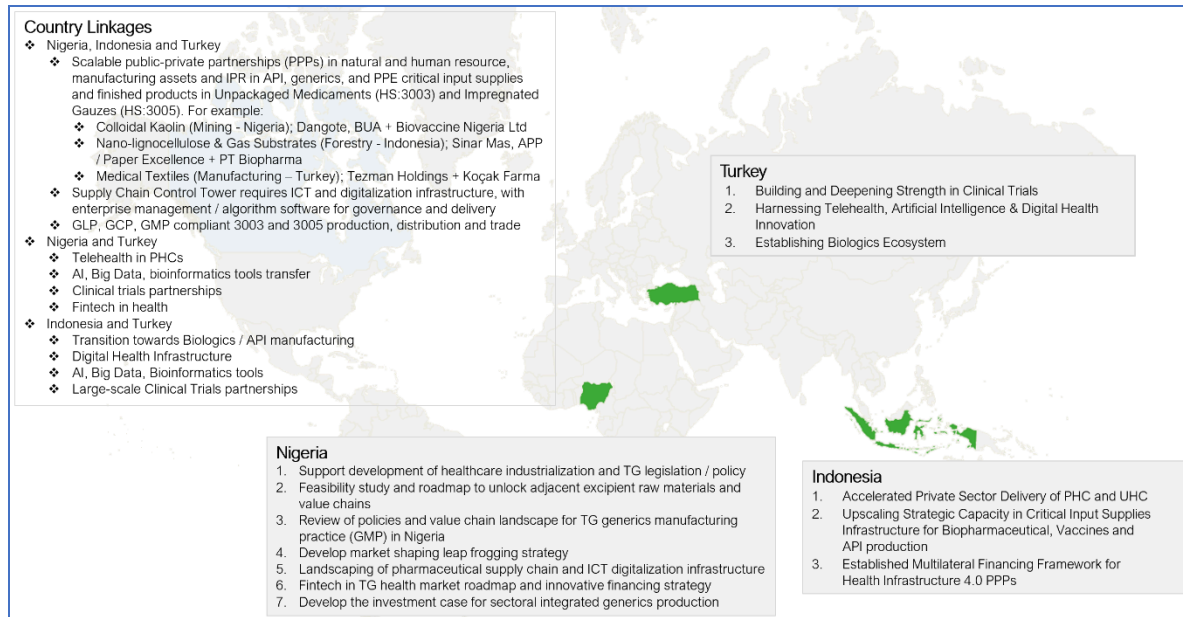 Country Linkages
❖ Nigeria, Indonesia and Turkey
❖ Scalable public-private partnerships (PPPs) in natural and human resource,
manufacturing assets and IPR in API, generics, and PPE critical input supplies
and finished products in Unpackaged Medicaments (HS:3003) and Impregnated
Gauzes (HS:3005). For example:
❖ Colloidal Kaolin (Mining - Nigeria); Dangote, BUA + Biovaccine Nigeria Ltd
❖ Nano-lignocellulose & Gas Substrates (Forestry - Indonesia); Sinar Mas, APP
/ Paper Excellence + PT Biopharma
❖ Medical Textiles (Manufacturing – Turkey); Tezman Holdings + Koçak Farma
❖ Supply Chain Control Tower requires ICT and digitalization infrastructure, with
enterprise management / algorithm software for governance and delivery
❖ GLP, GCP, GMP compliant 3003 and 3005 production, distribution and trade
❖ Nigeria and Turkey
❖ Telehealth in PHCs
❖ AI, Big Data, bioinformatics tools transfer
❖ Clinical trials partnerships
❖ Fintech in health
❖ Indonesia and Turkey
❖ Transition towards Biologics / API manufacturing
❖ Digital Health Infrastructure
❖ AI, Big Data, Bioinformatics tools
❖ Large-scale Clinical Trials partnerships
Turkey
1. Building and Deepening Strength in Clinical Trials
2. Harnessing Telehealth, Artificial Intelligence & Digital Health
Innovation
3. Establishing Biologics Ecosystem
Nigeria
1. Support development of healthcare industrialization and TG legislation / policy
2. Feasibility study and roadmap to unlock adjacent excipient raw materials and
value chains
3. Review of policies and value chain landscape for TG generics manufacturing
practice (GMP) in Nigeria
4. Develop market shaping leap frogging strategy
5. Landscaping of pharmaceutical supply chain and ICT digitalization infrastructure
6. Fintech in TG health market roadmap and innovative financing strategy
7. Develop the investment case for sectoral integrated generics production
Indonesia
1. Accelerated Private Sector Delivery of PHC and UHC
2. Upscaling Strategic Capacity in Critical Input Supplies
Infrastructure for Biopharmaceutical, Vaccines and
API production
3. Established Multilateral Financing Framework for
Health Infrastructure 4.0 PPPs